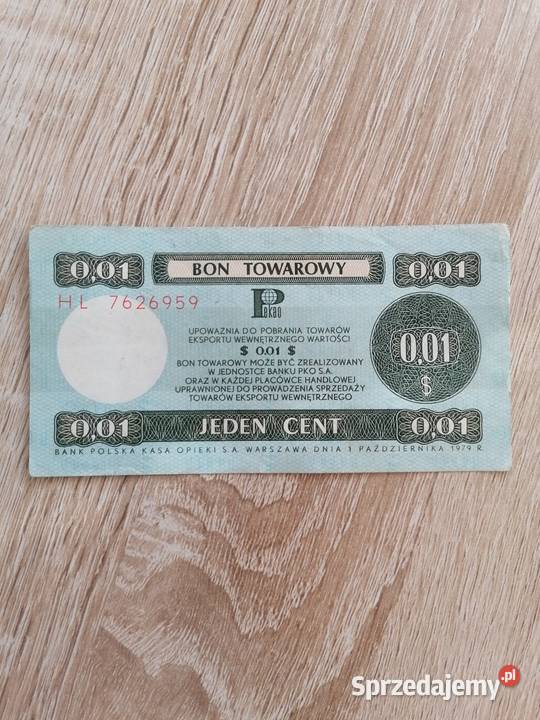 0,01 BON TOWAROWY 0,01
HL 7626959
Pekao
UPOWAŻNIA DO POBRANIA TOWARÓW
EKSPORTU WEWNĘTRZNEGO WARTOŚCI
$ 0,01 $
BON TOWAROWY MOŻE BYĆ ZREALIZOWANY
W JEDNOSTCE BANKU PKO S.A.
ORAZ W KAŻDEJ PLACÓWCE HANDLOWEJ
UPRAWNIONEJ DO PROWADZENIA SPRZEDAŻY
TOWARÓW EKSPORTU WEWNĘTRZNEGO
0,01
$
0,01 JEDEN CENT 0,01
BANK POLSKA KASA OPIEKI S.A. WARSZAWA DNIA 1 PAŹDZIERNIKA 1979 R.
Sprzedajemy.pl